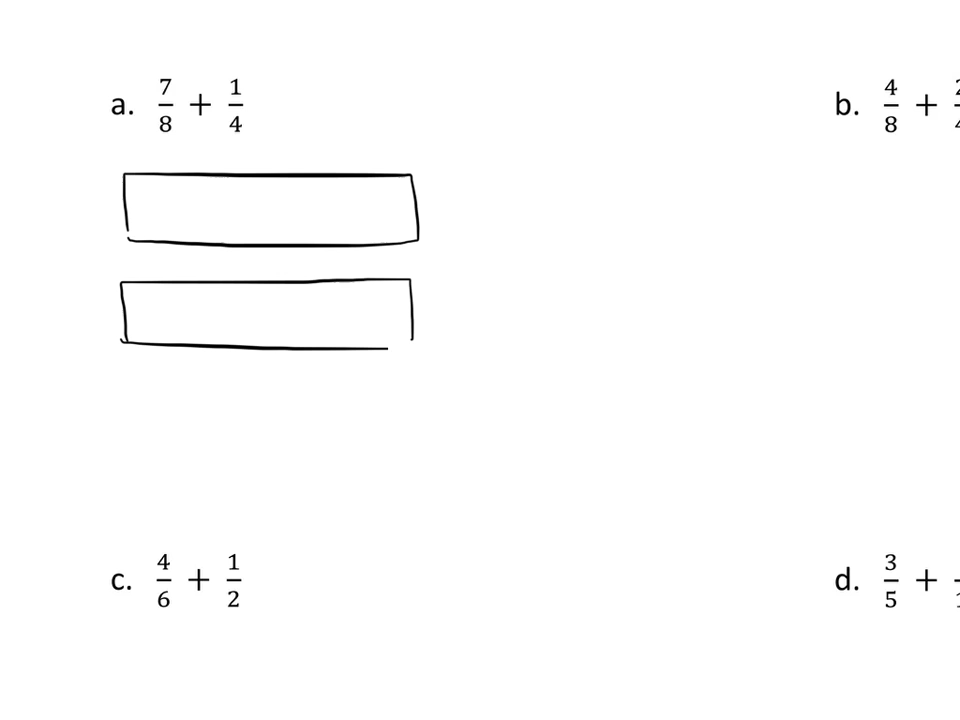 a. 7/8 + 1/4
b. 4/8 +
c. 4/6 + 1/2
d. 3/5 +